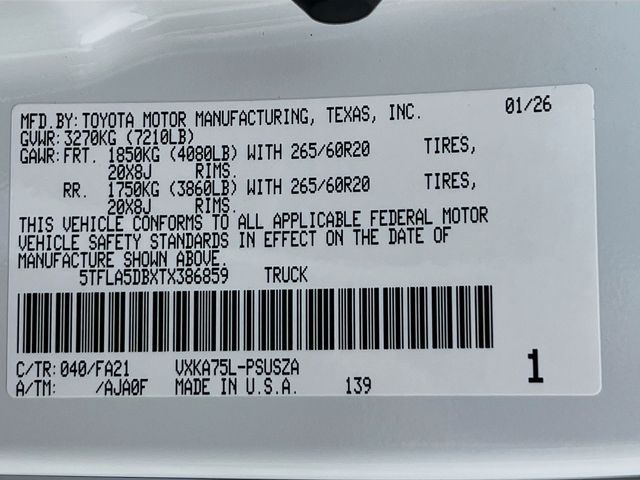 MFD.BY:TOYOTA MOTOR MANUFACTURING, TEXAS, INC. 01/26
GVWR:3270KG (7210LB)
GAWR:FRT. 1850KG (4080LB) WITH 265/60R20 TIRES,
20X8J RIMS.
RR. 1750KG (3860LB) WITH 265/60R20 TIRES,
20X8J RIMS.
THIS VEHICLE CONFORMS TO ALL APPLICABLE FEDERAL MOTOR
VEHICLE SAFETY STANDARDS IN EFFECT ON THE DATE OF
MANUFACTURE SHOWN ABOVE.
5TFLA5DBXTX386859 TRUCK
C/TR:040/FA21 VXKA75L-PSUSZA
A/TM: /AJA0F MADE IN U.S.A. 139 1